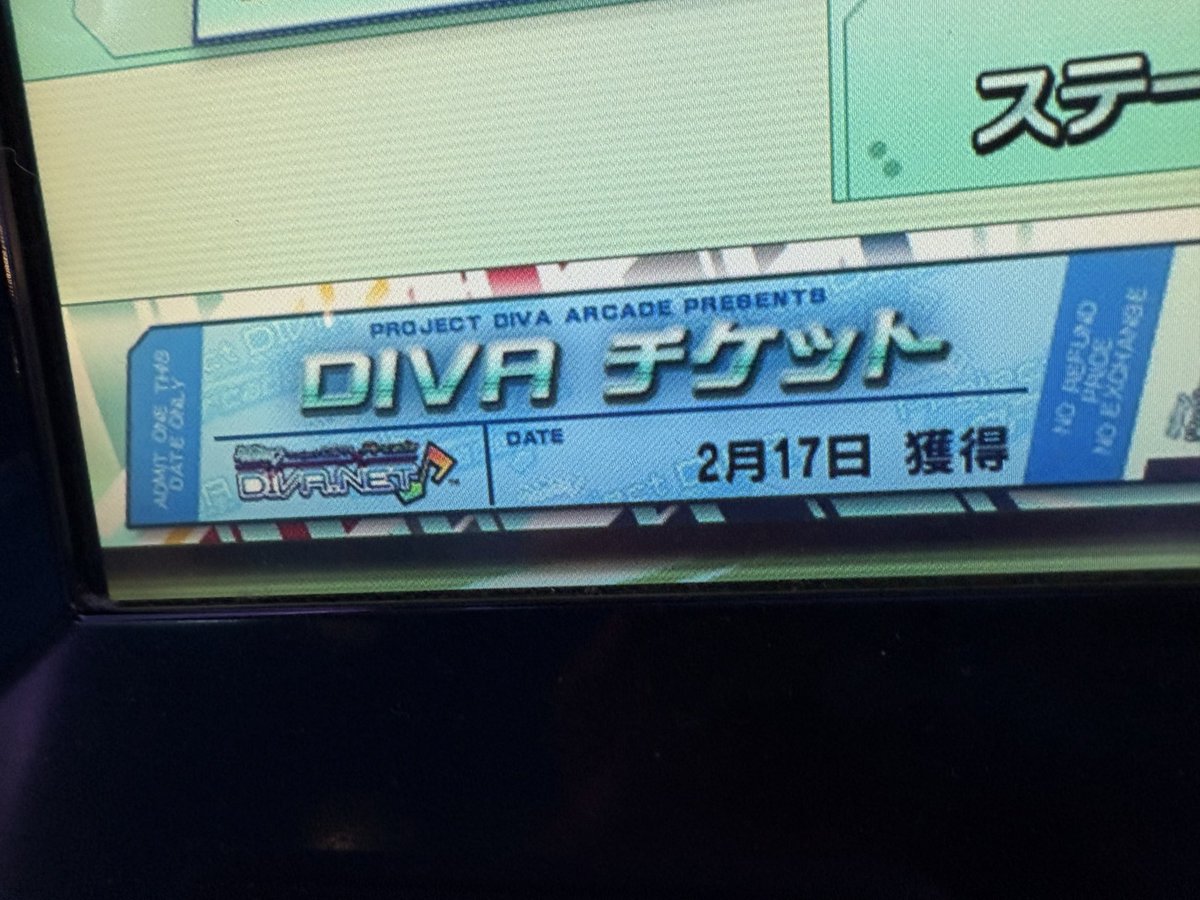 ステー
PROJECT DIVA ARCADE PRESENTS
DIVA チケット
ADMIT ONE THIS
DATE ONLY
DIVA.NET
TM
DATE
2月17日 獲得
NO REFUND
PRICE
NO EXCHANGE